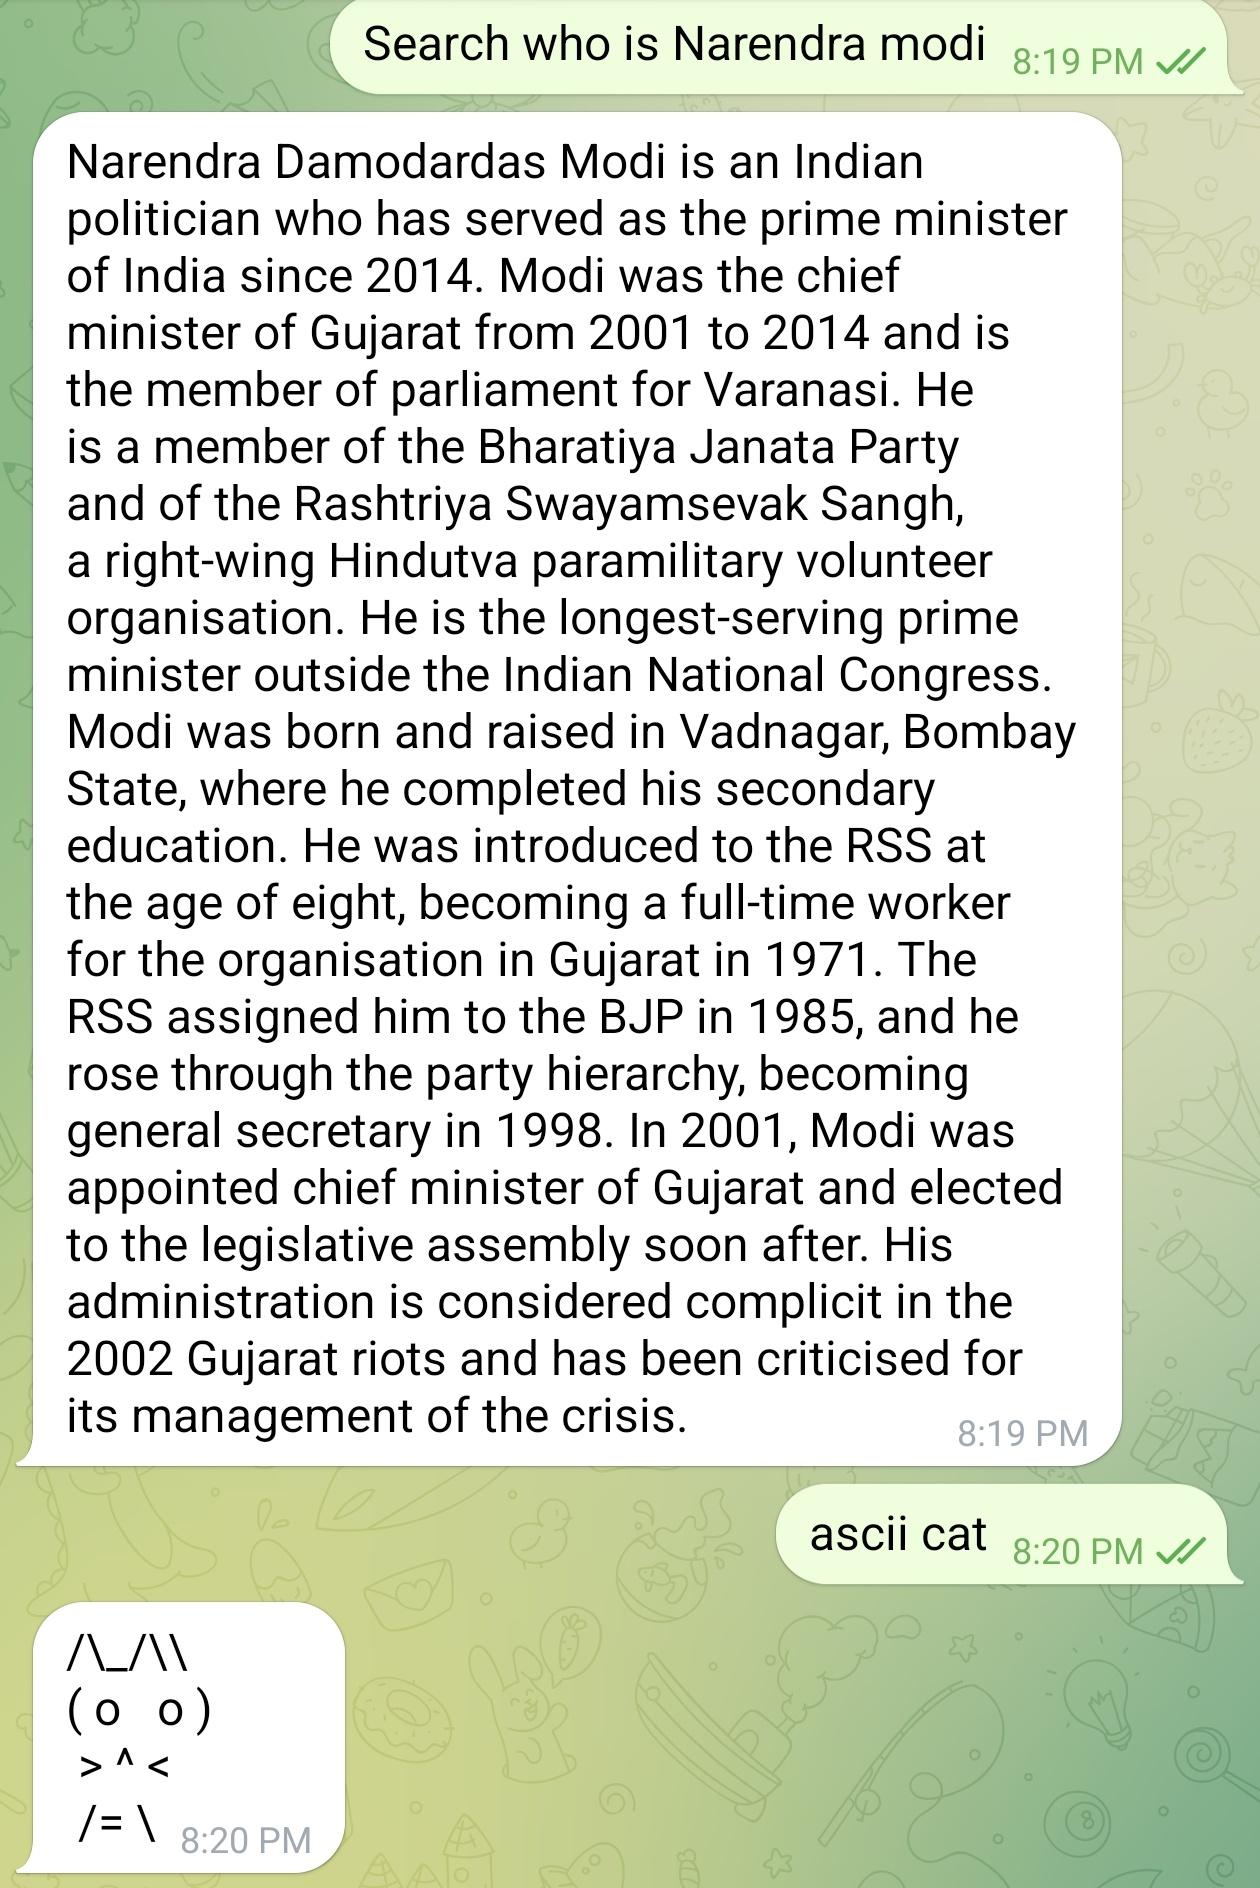 Search who is Narendra modi 8:19 PM
Narendra Damodardas Modi is an Indian
politician who has served as the prime minister
of India since 2014. Modi was the chief
minister of Gujarat from 2001 to 2014 and is
the member of parliament for Varanasi. He
is a member of the Bharatiya Janata Party
and of the Rashtriya Swayamsevak Sangh,
a right-wing Hindutva paramilitary volunteer
organisation. He is the longest-serving prime
minister outside the Indian National Congress.
Modi was born and raised in Vadnagar, Bombay
State, where he completed his secondary
education. He was introduced to the RSS at
the age of eight, becoming a full-time worker
for the organisation in Gujarat in 1971. The
RSS assigned him to the BJP in 1985, and he
rose through the party hierarchy, becoming
general secretary in 1998. In 2001, Modi was
appointed chief minister of Gujarat and elected
to the legislative assembly soon after. His
administration is considered complicit in the
2002 Gujarat riots and has been criticised for
its management of the crisis.
8:19 PM
ascii cat 8:20 PM
/\_/\\
( o   o )
 > ^ <
 /= \ 8:20 PM